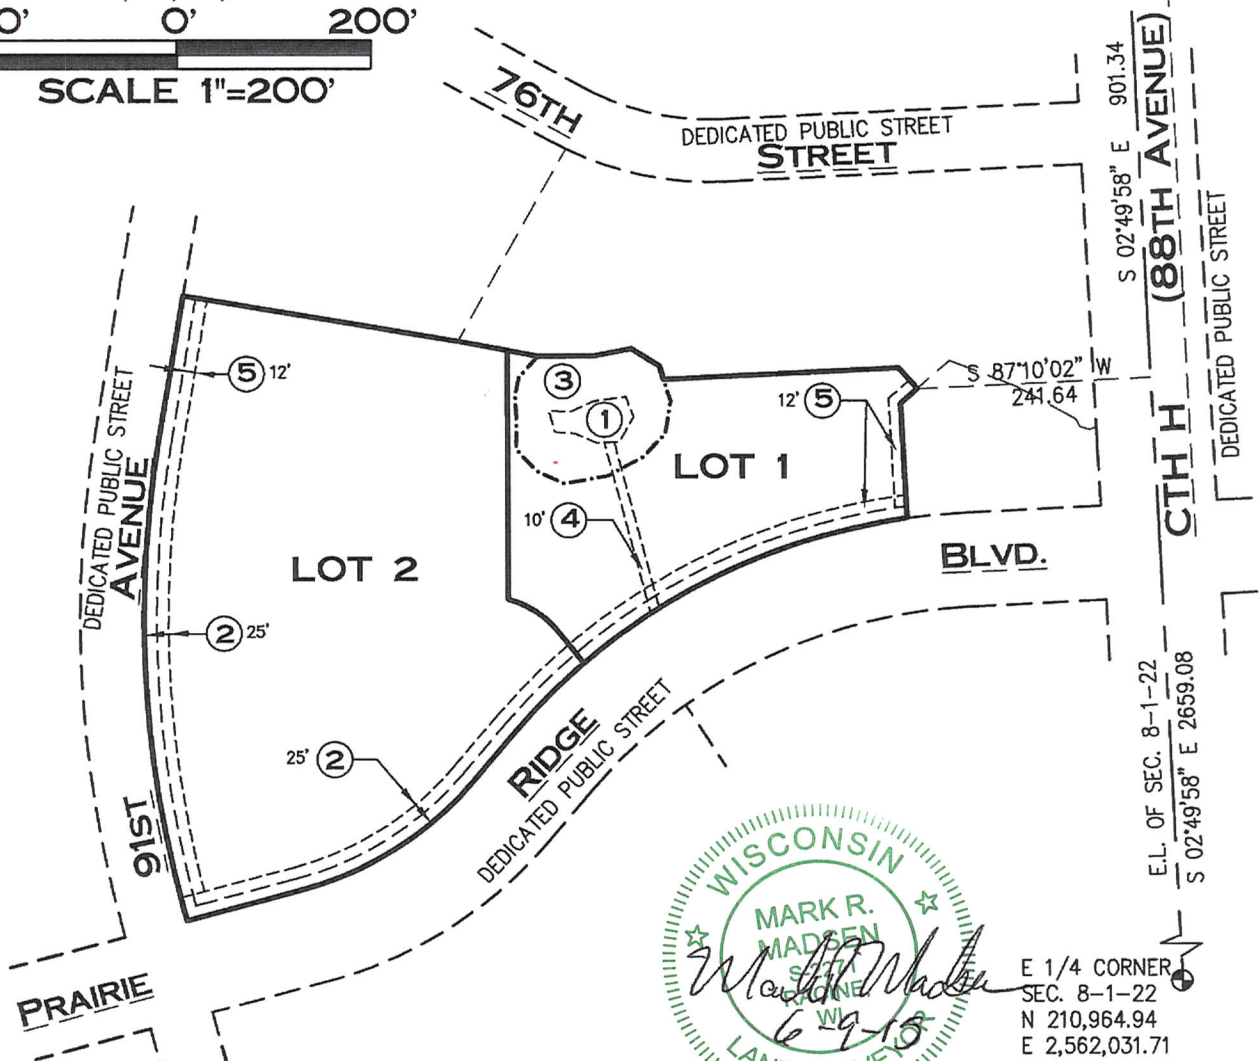 0' 0' 200'
SCALE 1"=200'
76TH
DEDICATED PUBLIC STREET
STREET
S 02°49'58" E 901.34
(88TH AVENUE)
CTH H
DEDICATED PUBLIC STREET
S 87°10'02" W
241.64
5 12'
3
1
12' 5
LOT 1
10' 4
DEDICATED PUBLIC STREET
AVENUE
91ST
LOT 2
2 25'
25' 2
BLVD.
RIDGE
DEDICATED PUBLIC STREET
PRAIRIE
E.L. OF SEC. 8-1-22
S 02°49'58" E 2659.08
WISCONSIN
MARK R.
MADSEN
S-2271
RACINE,
WI
6-9-15
E 1/4 CORNER
SEC. 8-1-22
N 210,964.94
E 2,562,031.71